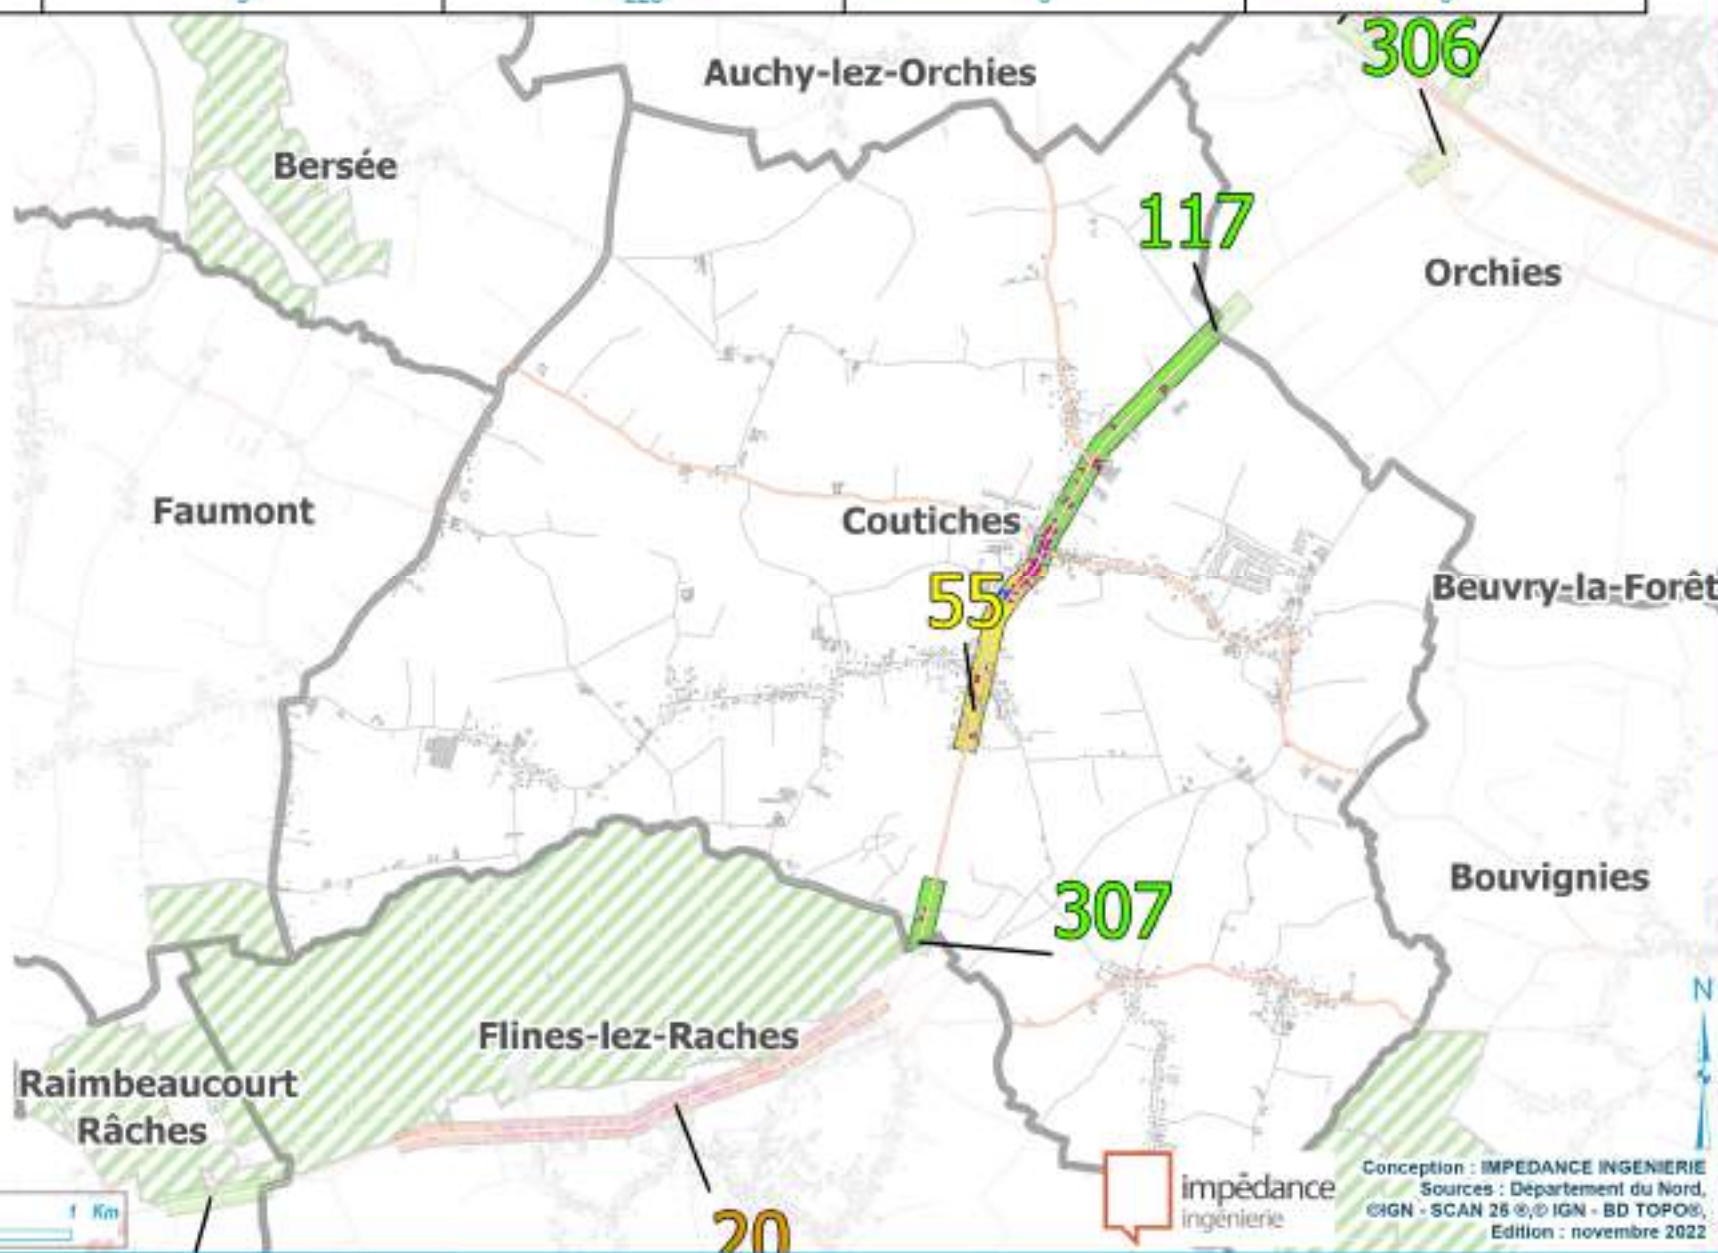 306
Auchy-lez-Orchies
Bersée
117
Orchies
Faumont
Coutiches
55
Beuvry-la-Forêt
Bouvignies
307
Flines-lez-Raches
Raimbeaucourt
Râches
20
1 Km
N
impédance
ingénierie
Conception : IMPEDANCE INGENIERIE
Sources : Département du Nord,
©IGN - SCAN 25 ®,© IGN - BD TOPO®,
Edition : novembre 2022